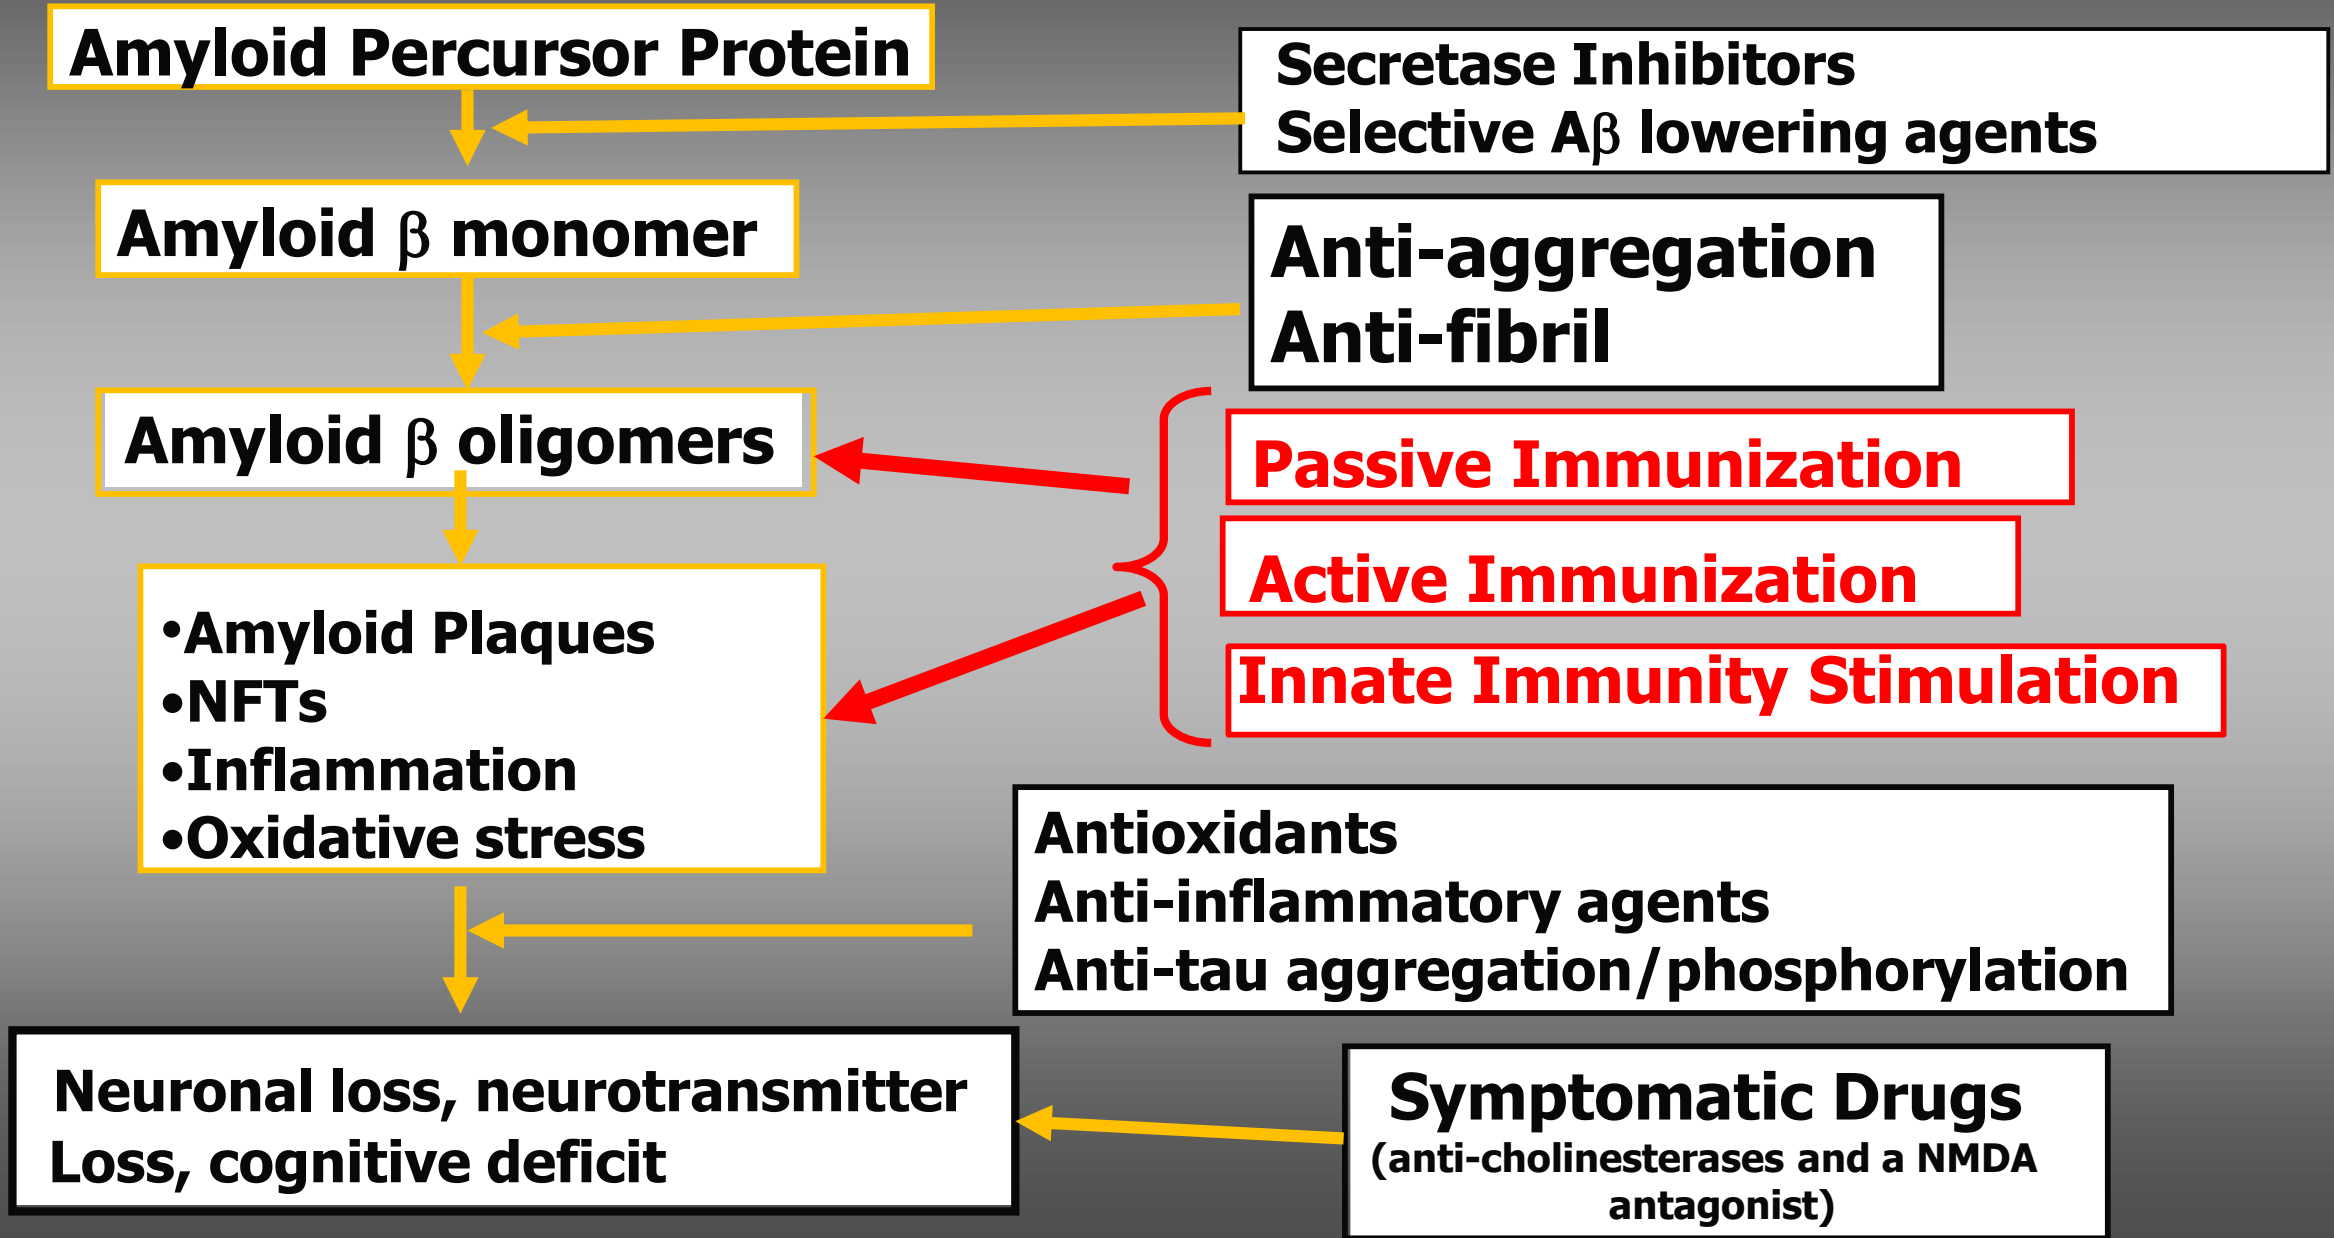 Amyloid Percursor Protein
Secretase Inhibitors
Selective Aβ lowering agents
Amyloid β monomer
Anti-aggregation
Anti-fibril
Amyloid β oligomers
Passive Immunization
Active Immunization
Innate Immunity Stimulation
•Amyloid Plaques
•NFTs
•Inflammation
•Oxidative stress
Antioxidants
Anti-inflammatory agents
Anti-tau aggregation/phosphorylation
Neuronal loss, neurotransmitter
Loss, cognitive deficit
Symptomatic Drugs
(anti-cholinesterases and a NMDA
antagonist)